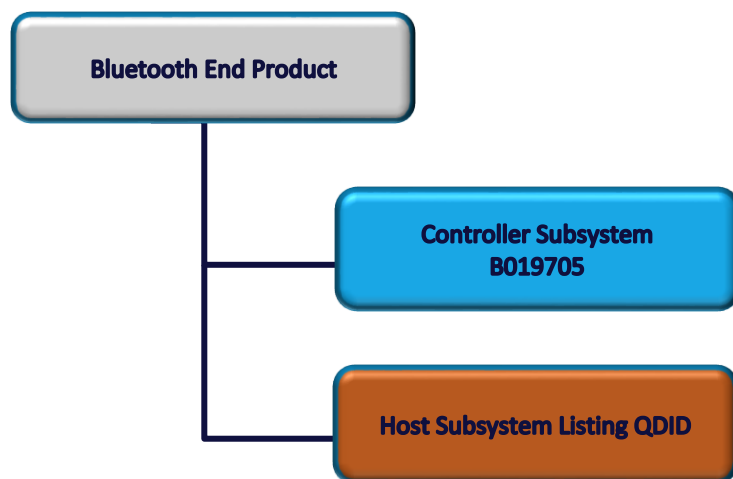 Bluetooth End Product
Controller Subsystem
B019705
Host Subsystem Listing QDID